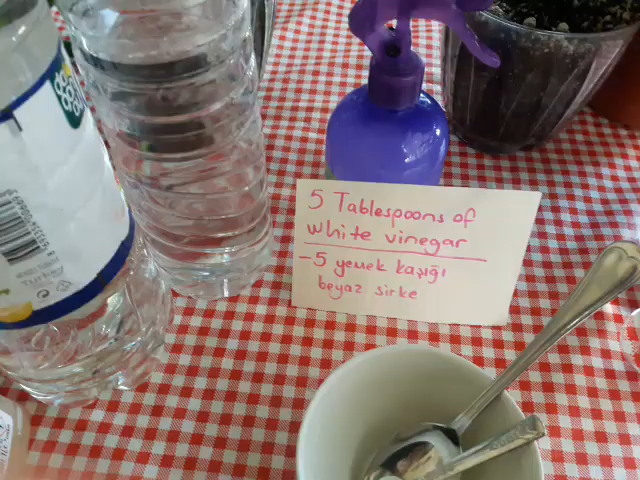 5 Tablespoons of
white vinegar
-5 yemek kaşığı
beyaz sirke